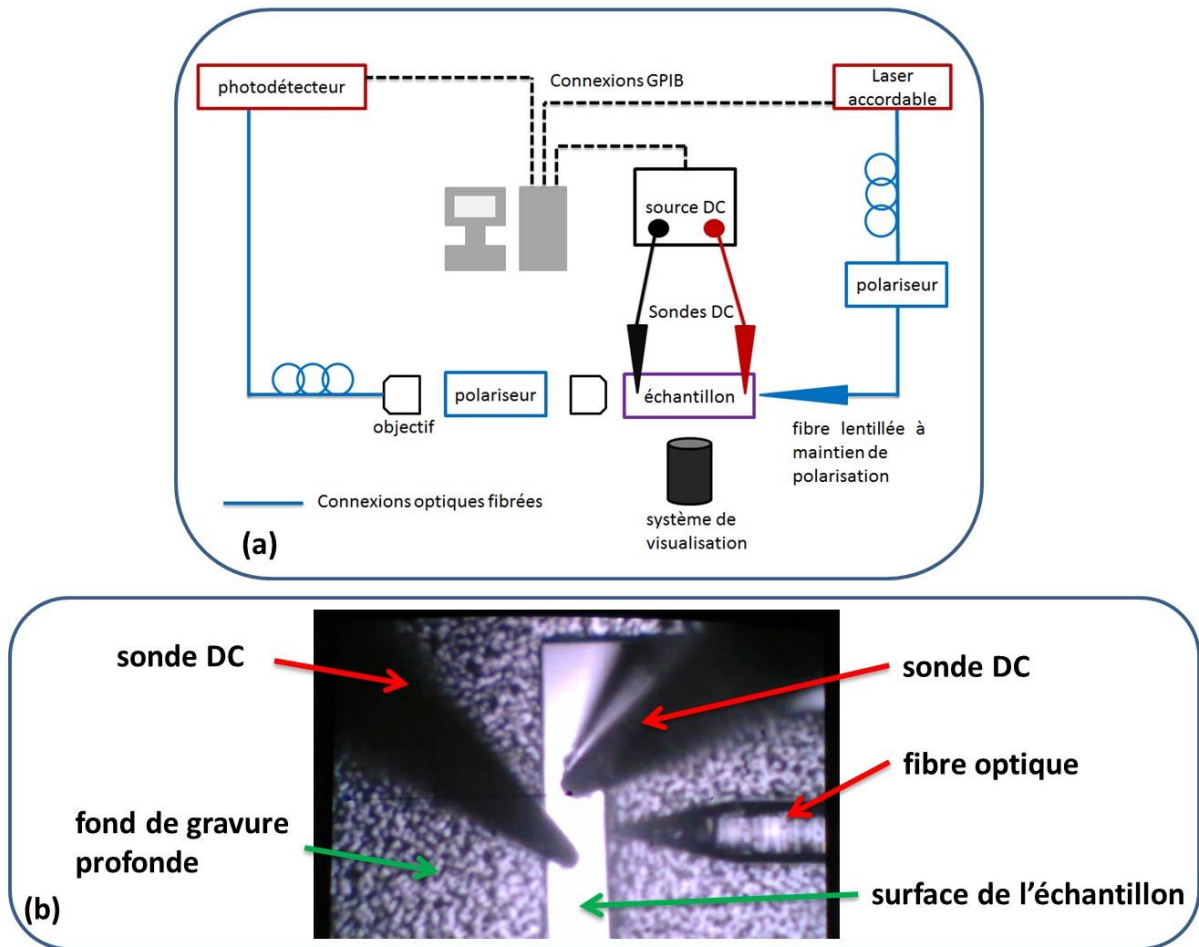 photodétecteur
Connexions GPIB
Laser
accordable
source DC
polariseur
Sondes DC
polariseur
échantillon
objectif
fibre lentillée à
maintien de
polarisation
Connexions optiques fibrées
système de
visualisation
(a)
sonde DC
sonde DC
fibre optique
fond de gravure
profonde
surface de l'échantillon
(b)